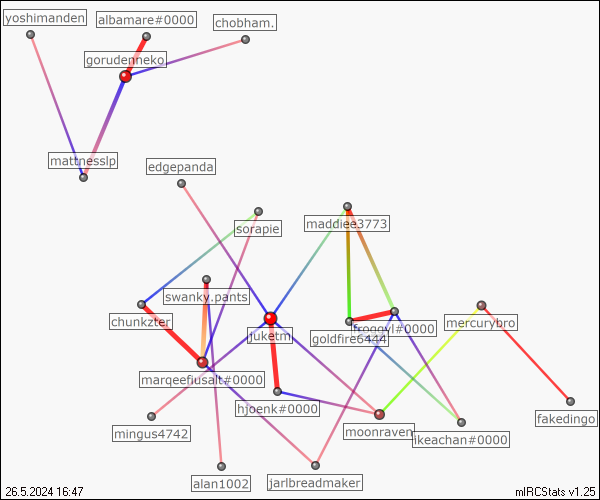 yoshimanden
albamare#0000
chobham.
gorudenneko
mattnesslp
edgepanda
sorapie
maddiee3773
swanky.pants
chunkzter
juketm
goldfire6444
froggyl#0000
mercurybro
marqeefiusalt#0000
hjoenk#0000
mingus4742
moonraven
ikeachan#0000
fakedingo
alan1002
jarlbreadmaker
26.5.2024 16:47
mIRCStats v1.25